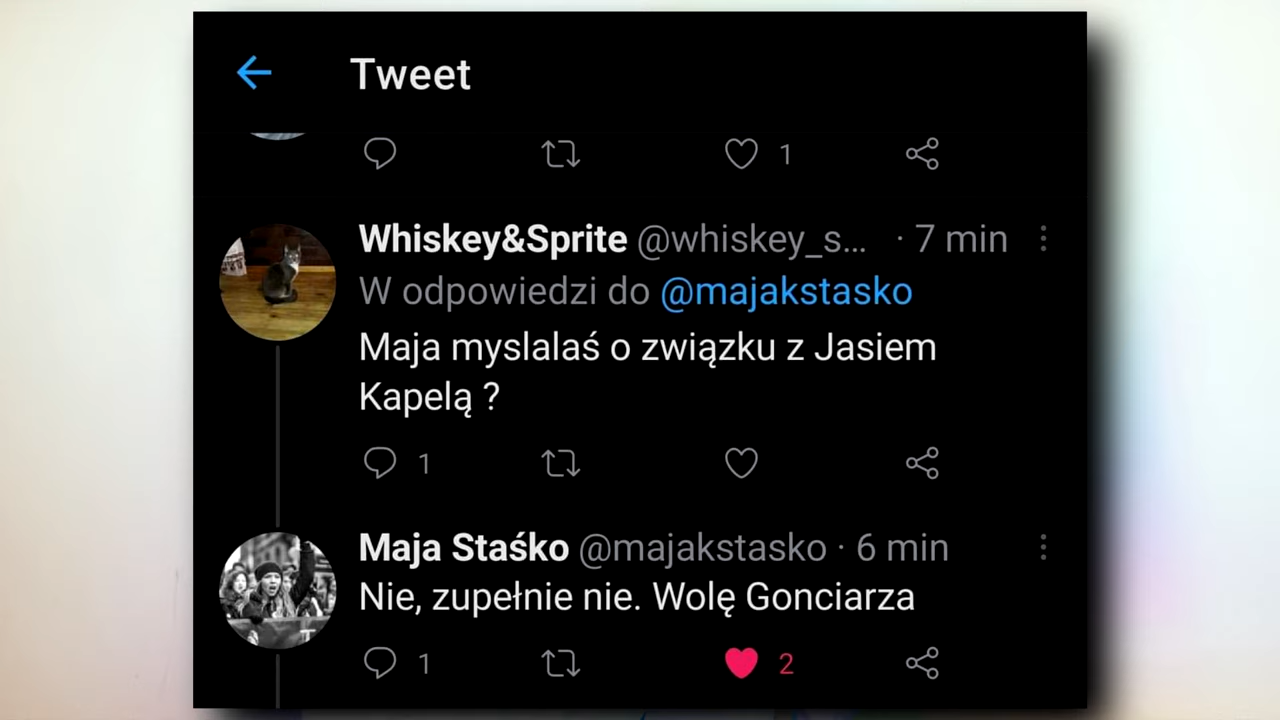 Tweet
1
Whiskey&Sprite @whiskey_s... · 7 min
W odpowiedzi do @majakstasko
Maja myslalaś o związku z Jasiem
Kapelą ?
1
Maja Staśko @majakstasko · 6 min
Nie, zupełnie nie. Wolę Gonciarza
1 2